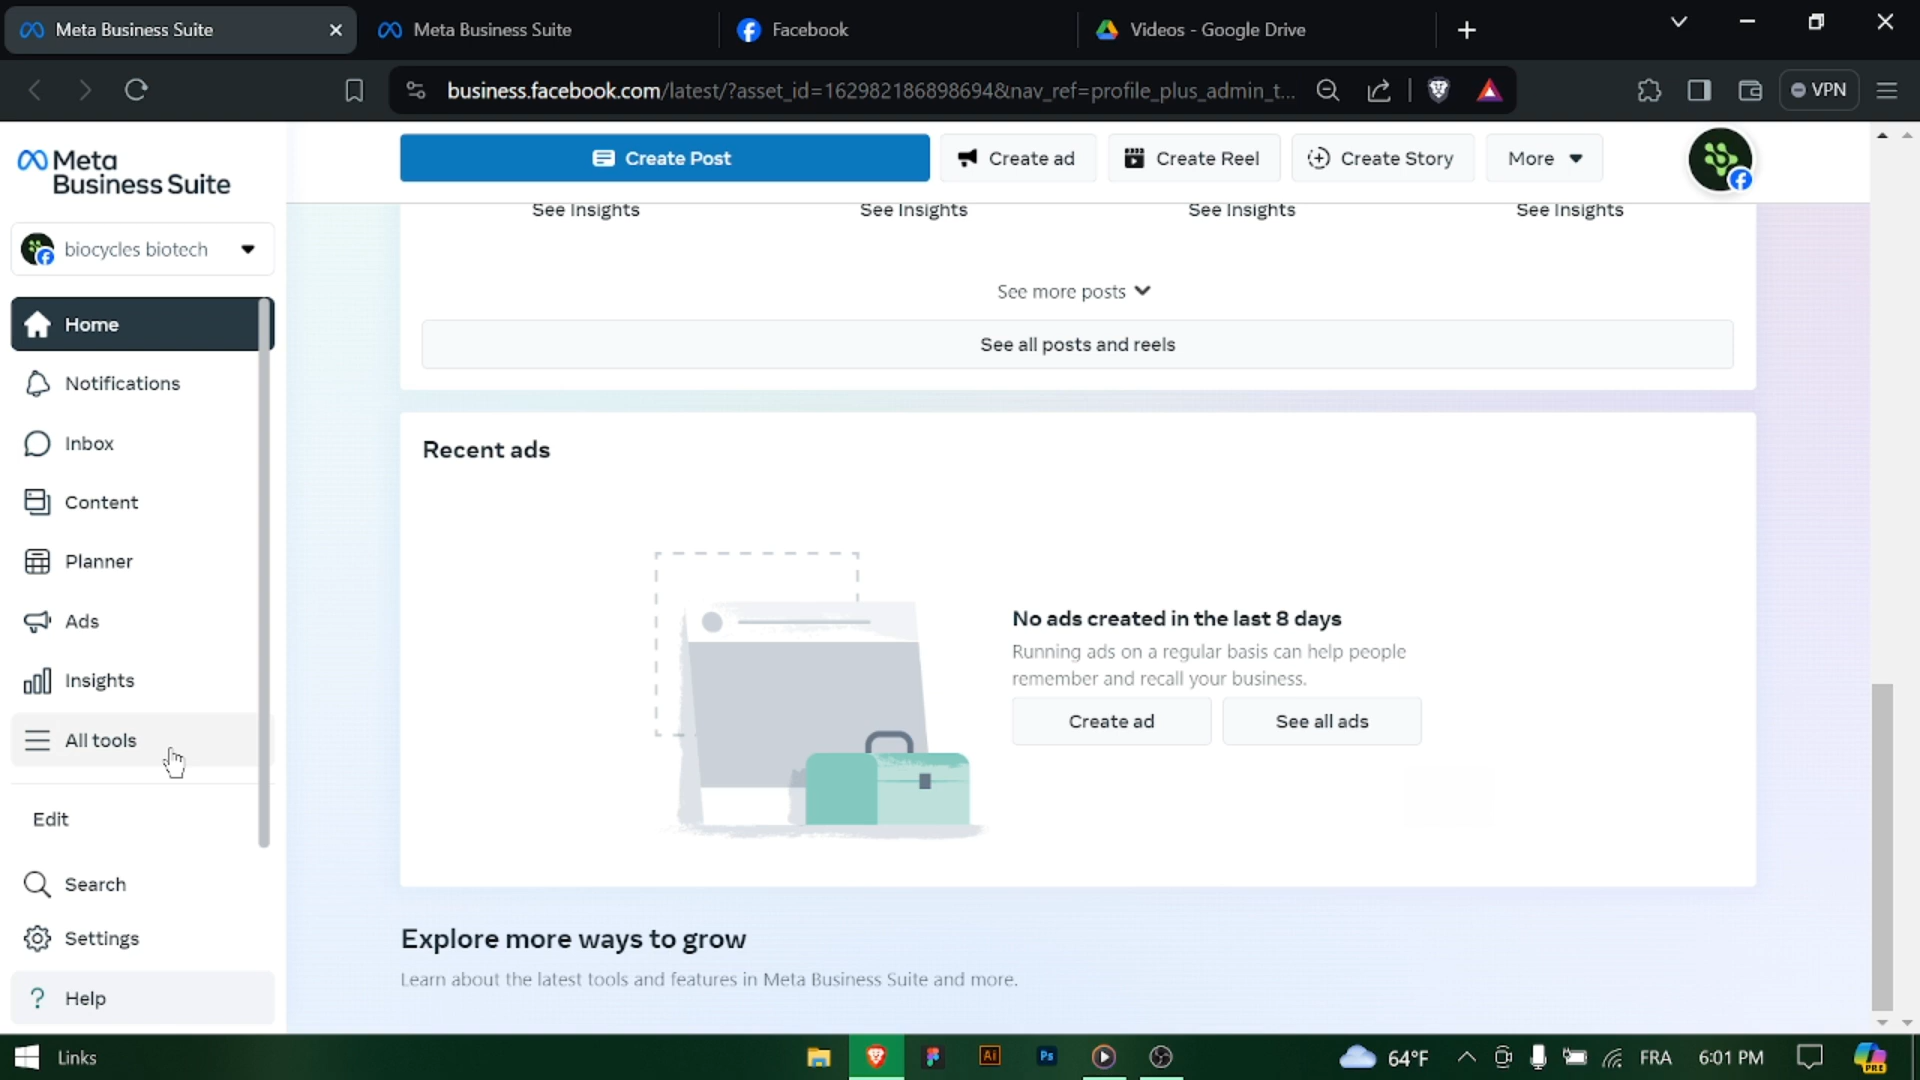 Meta Business Suite
Meta Business Suite
Facebook
Videos - Google Drive
business.facebook.com/latest/?asset_id=162982186898694&nav_ref=profile_plus_admin_t...
VPN
Meta
Business Suite
biocycles biotech
Home
Notifications
Inbox
Content
Planner
Ads
Insights
All tools
Edit
Search
Settings
? Help
Create Post
Create ad
Create Reel
Create Story
More
See Insights
See Insights
See Insights
See Insights
See more posts
See all posts and reels
Recent ads
No ads created in the last 8 days
Running ads on a regular basis can help people
remember and recall your business.
Create ad
See all ads
Explore more ways to grow
Learn about the latest tools and features in Meta Business Suite and more.
Links
Ai
Ps
64°F
FRA
6:01 PM
PRE